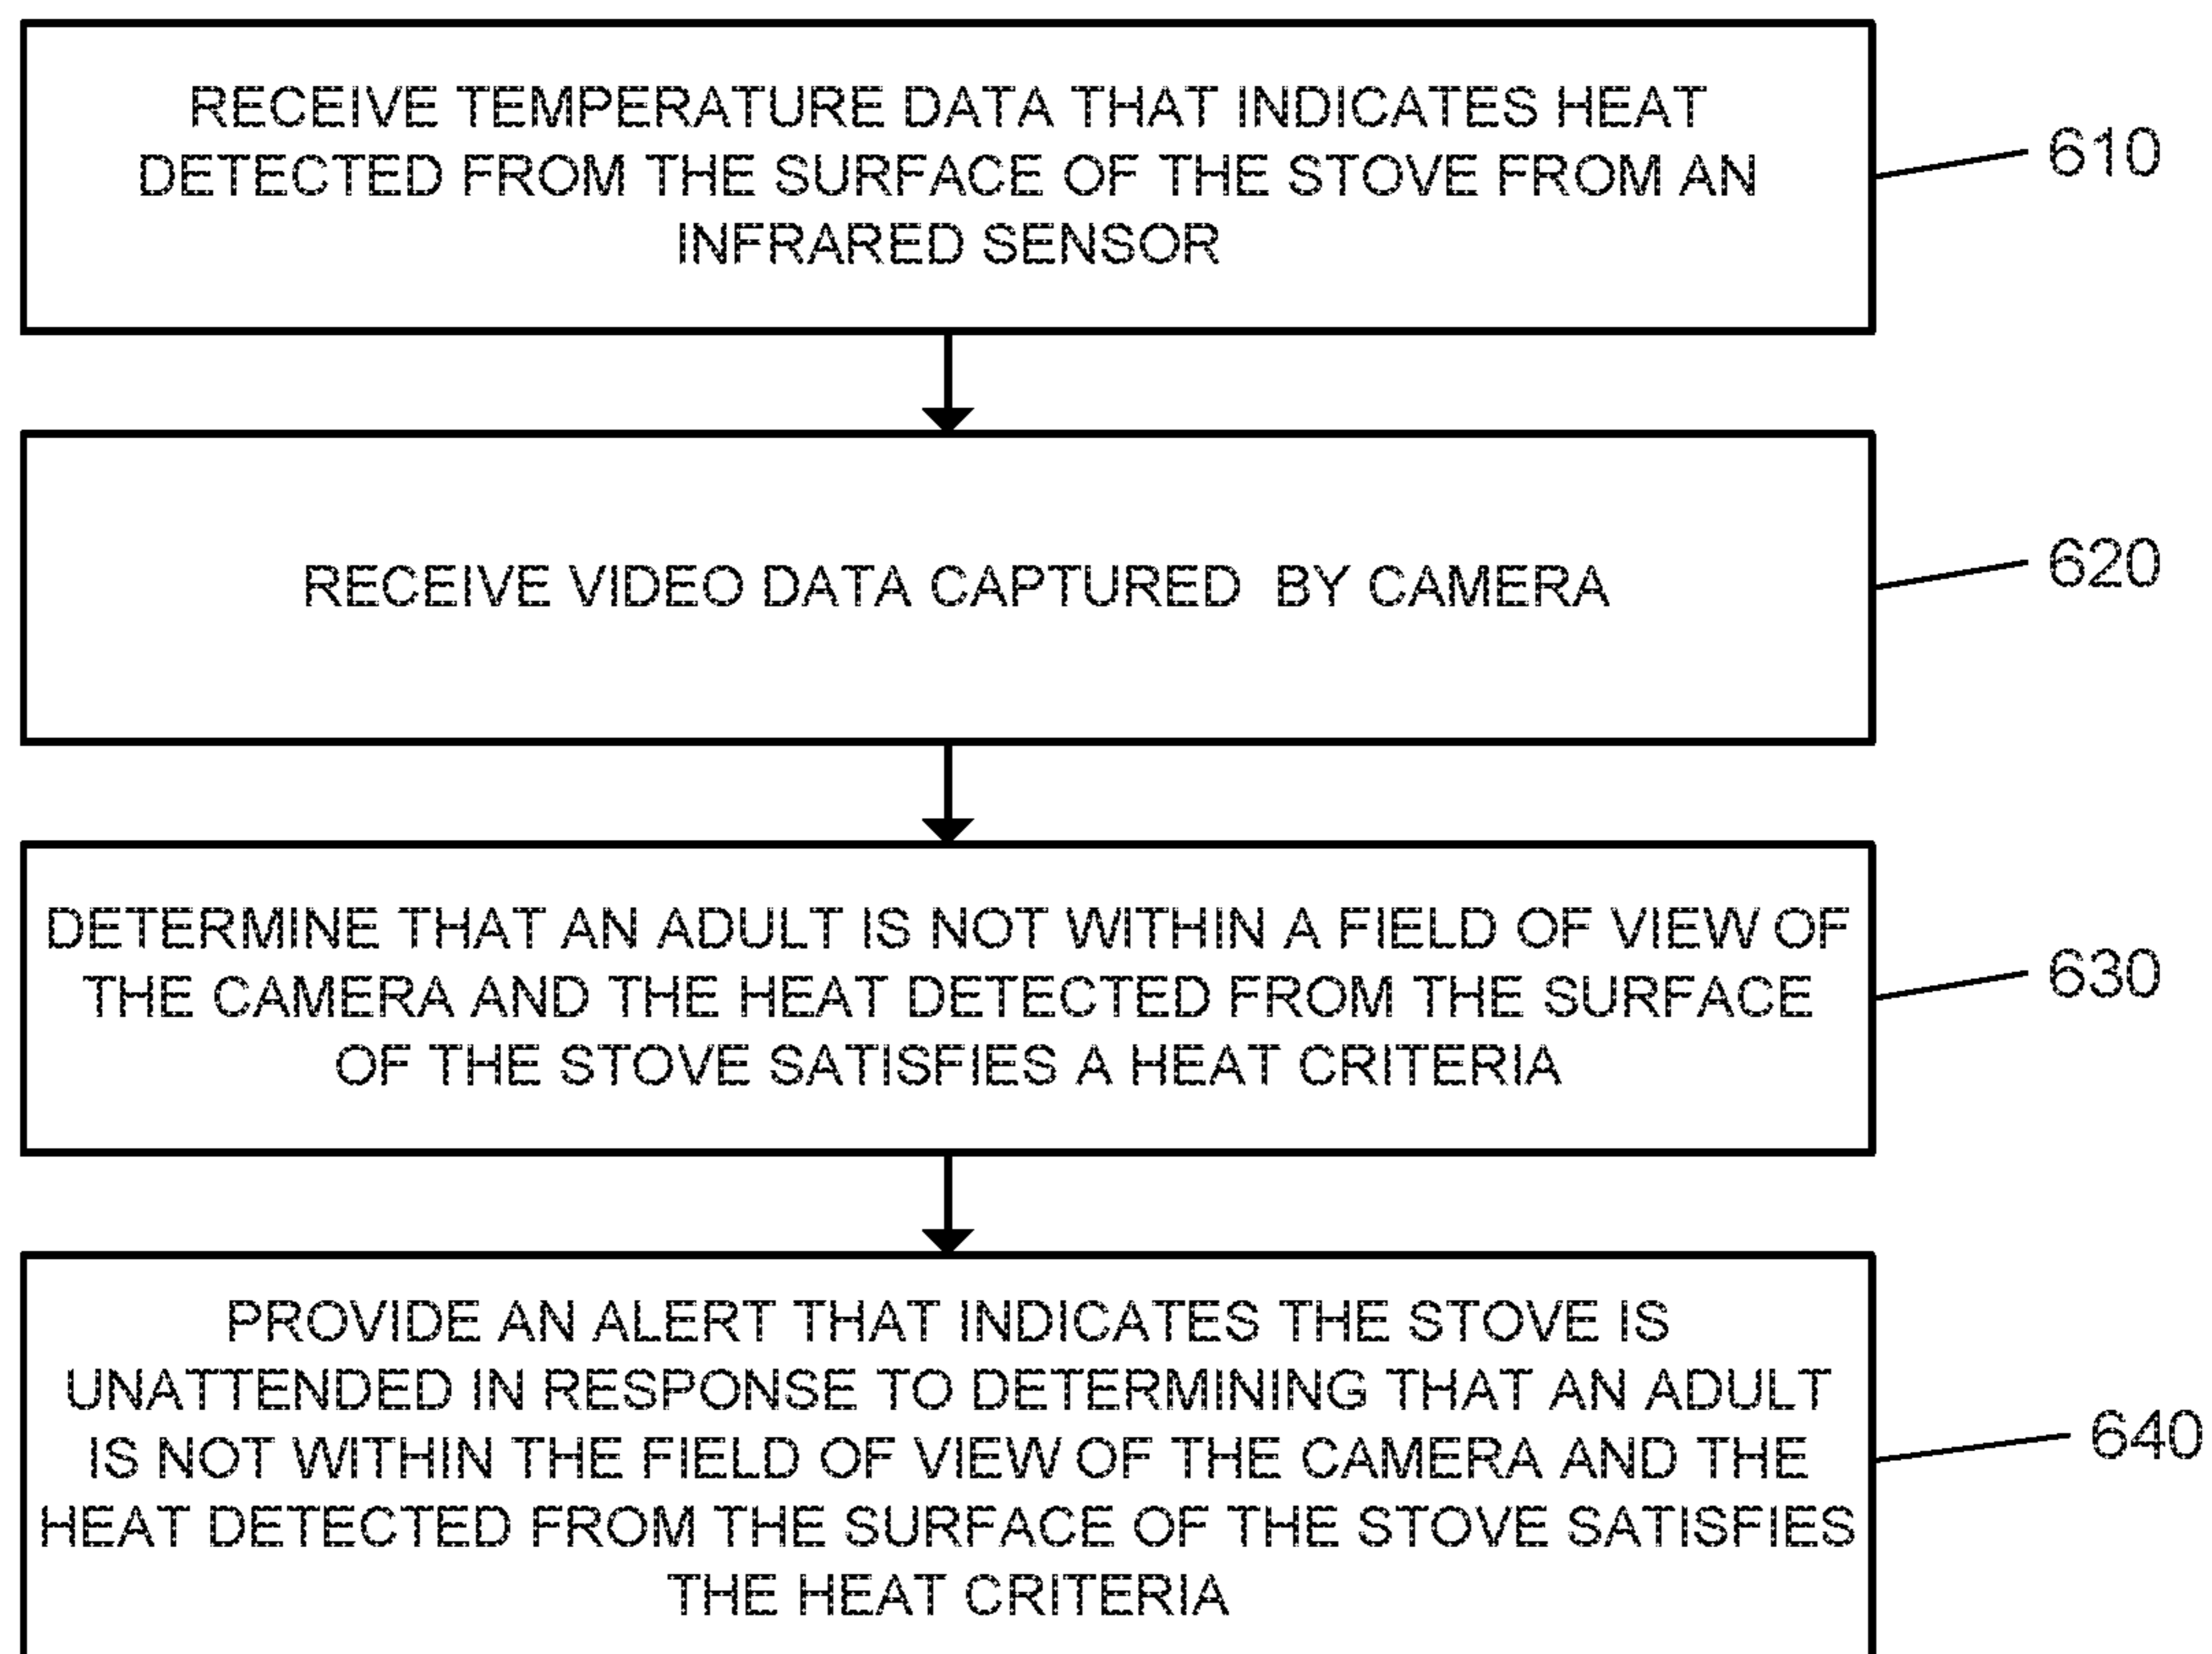 RECEIVE TEMPERATURE DATA THAT INDICATES HEAT
DETECTED FROM THE SURFACE OF THE STOVE FROM AN
INFRARED SENSOR
610
RECEIVE VIDEO DATA CAPTURED BY CAMERA
620
DETERMINE THAT AN ADULT IS NOT WITHIN A FIELD OF VIEW OF
THE CAMERA AND THE HEAT DETECTED FROM THE SURFACE
OF THE STOVE SATISFIES A HEAT CRITERIA
630
PROVIDE AN ALERT THAT INDICATES THE STOVE IS
UNATTENDED IN RESPONSE TO DETERMINING THAT AN ADULT
IS NOT WITHIN THE FIELD OF VIEW OF THE CAMERA AND THE
HEAT DETECTED FROM THE SURFACE OF THE STOVE SATISFIES
THE HEAT CRITERIA
640